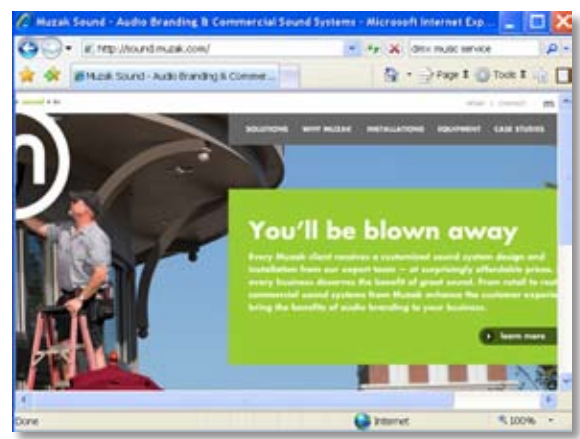 Muzak Sound - Audio Branding & Commercial Sound Systems - Microsoft Internet Exp...
http://sound.muzak.com/
dmx music service
Muzak Sound - Audio Branding & Commer...
Page
Tools
sound
m
SOLUTIONS WHY MUZAK INSTALLATIONS EQUIPMENT CASE STUDIES
You'll be blown away
Every Muzak client receives a customized sound system design and
installation from our expert team — at surprisingly affordable prices.
every business deserves the benefit of great sound. From retail to
commercial sound systems from Muzak enhance the customer experie
bring the benefits of audio branding to your business.
learn more
Done
Internet
100%